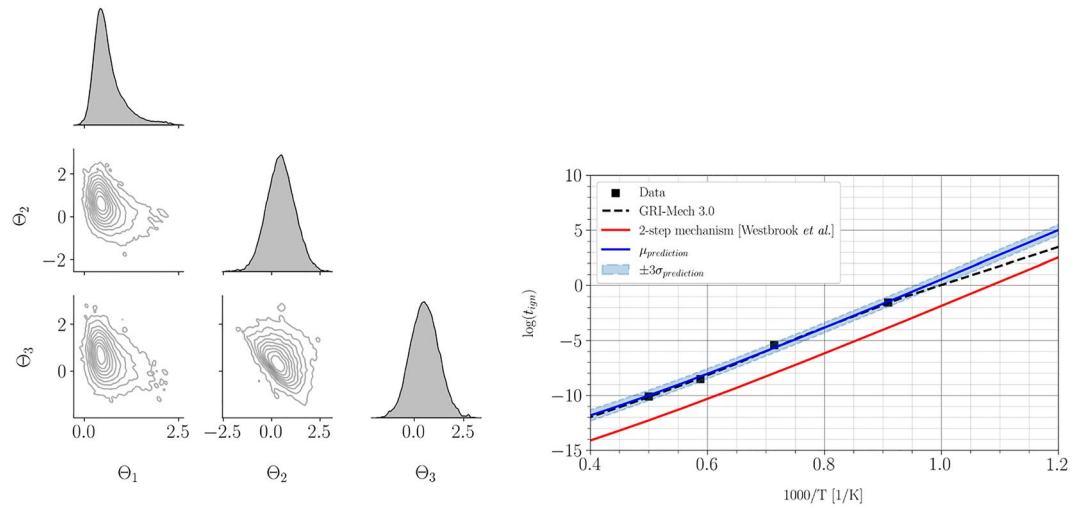 Θ2
2
0
−2
Θ3
2
0
0.0 2.5
−2.5 0.0 2.5
0.0 2.5
Θ1
Θ2
Θ3
log(tign)
10
5
0
−5
−10
−15
Data
GRI-Mech 3.0
2-step mechanism [Westbrook et al.]
μprediction
±3σprediction
0.4 0.6 0.8 1.0 1.2
1000/T [1/K]